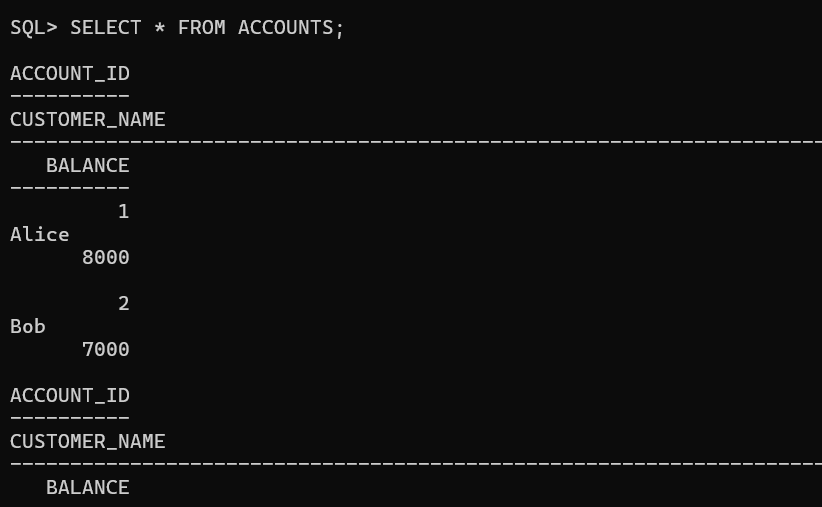 SQL> SELECT * FROM ACCOUNTS;
ACCOUNT_ID
----------
CUSTOMER_NAME
--------------------------------------------------------------------
   BALANCE
----------
         1
Alice
      8000
         2
Bob
      7000
ACCOUNT_ID
----------
CUSTOMER_NAME
--------------------------------------------------------------------
   BALANCE